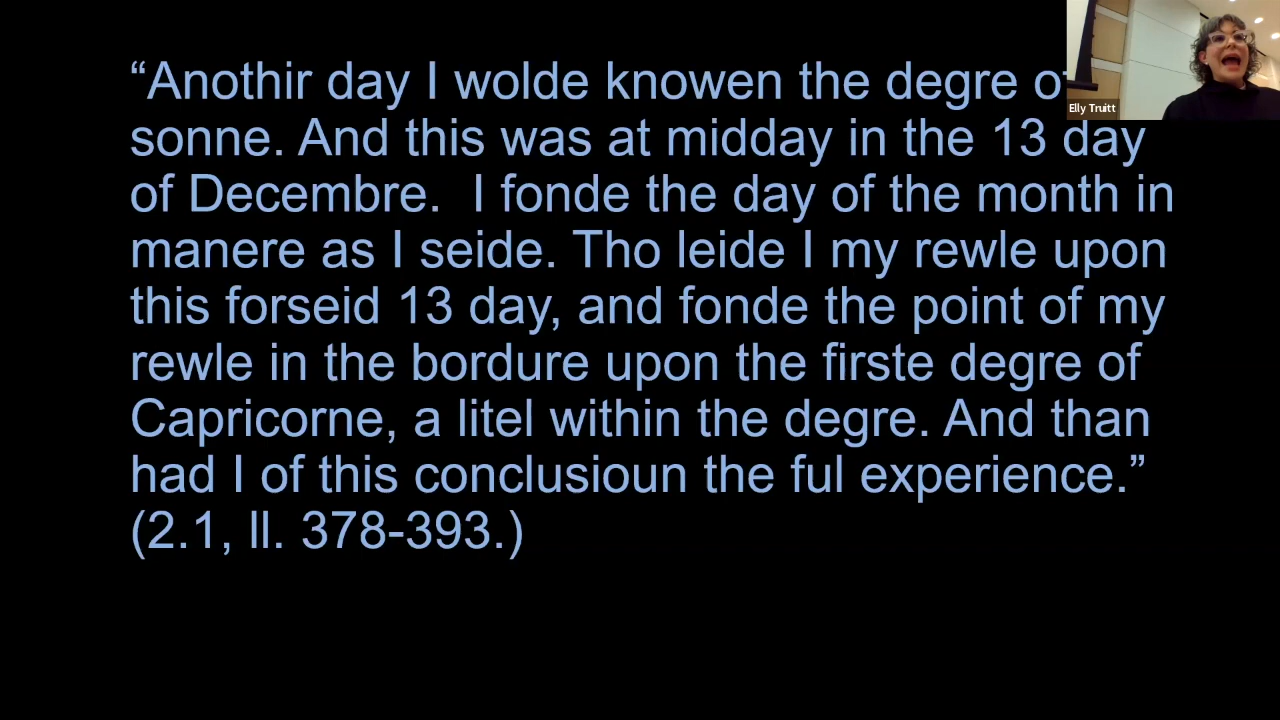 “Anothir day I wolde knowen the degre of
sonne. And this was at midday in the 13 day
of Decembre.  I fonde the day of the month in
manere as I seide. Tho leide I my rewle upon
this forseid 13 day, and fonde the point of my
rewle in the bordure upon the firste degre of
Capricorne, a litel within the degre. And than
had I of this conclusioun the ful experience.”
(2.1, ll. 378-393.)
Elly Truitt